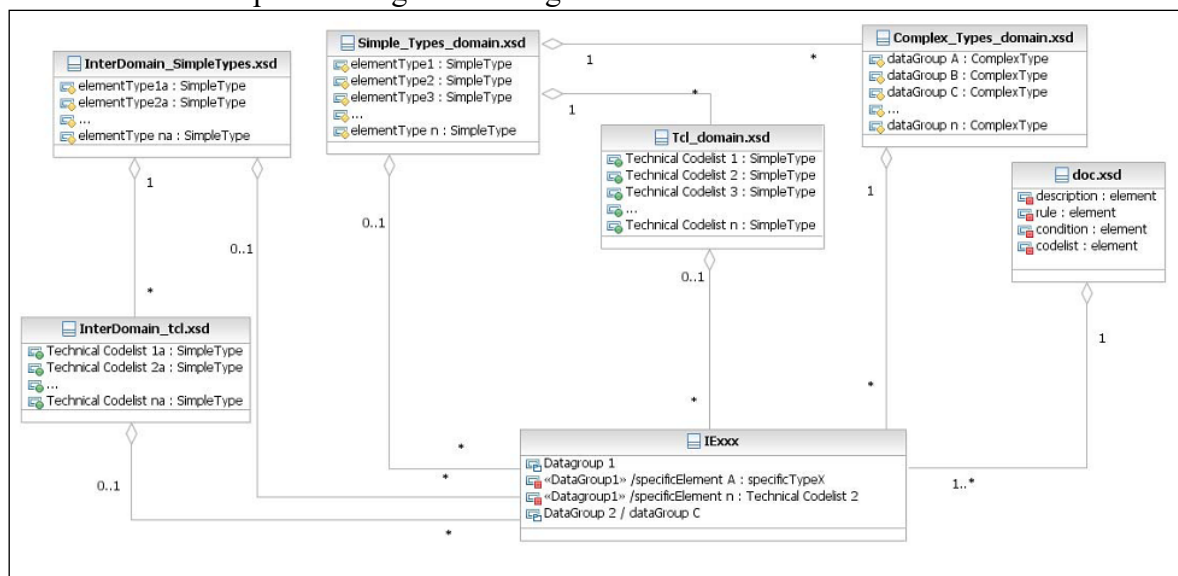 InterDomain_SimpleTypes.xsd
elementType1a : SimpleType
elementType2a : SimpleType
...
elementType na : SimpleType
Simple_Types_domain.xsd
elementType1 : SimpleType
elementType2 : SimpleType
elementType3 : SimpleType
...
elementType n : SimpleType
Complex_Types_domain.xsd
dataGroup A : ComplexType
dataGroup B : ComplexType
dataGroup C : ComplexType
...
dataGroup n : ComplexType
1
*
1
*
Tcl_domain.xsd
Technical Codelist 1 : SimpleType
Technical Codelist 2 : SimpleType
Technical Codelist 3 : SimpleType
...
Technical Codelist n : SimpleType
doc.xsd
description : element
rule : element
condition : element
codelist : element
1
0..1
0..1
1
0..1
1
*
InterDomain_tcl.xsd
Technical Codelist 1a : SimpleType
Technical Codelist 2a : SimpleType
...
Technical Codelist na : SimpleType
*
*
*
*
IExxx
Datagroup 1
«DataGroup1» /specificElement A : specificTypeX
«Datagroup1» /specificElement n : Technical Codelist 2
DataGroup 2 / dataGroup C
0..1
*
1..*